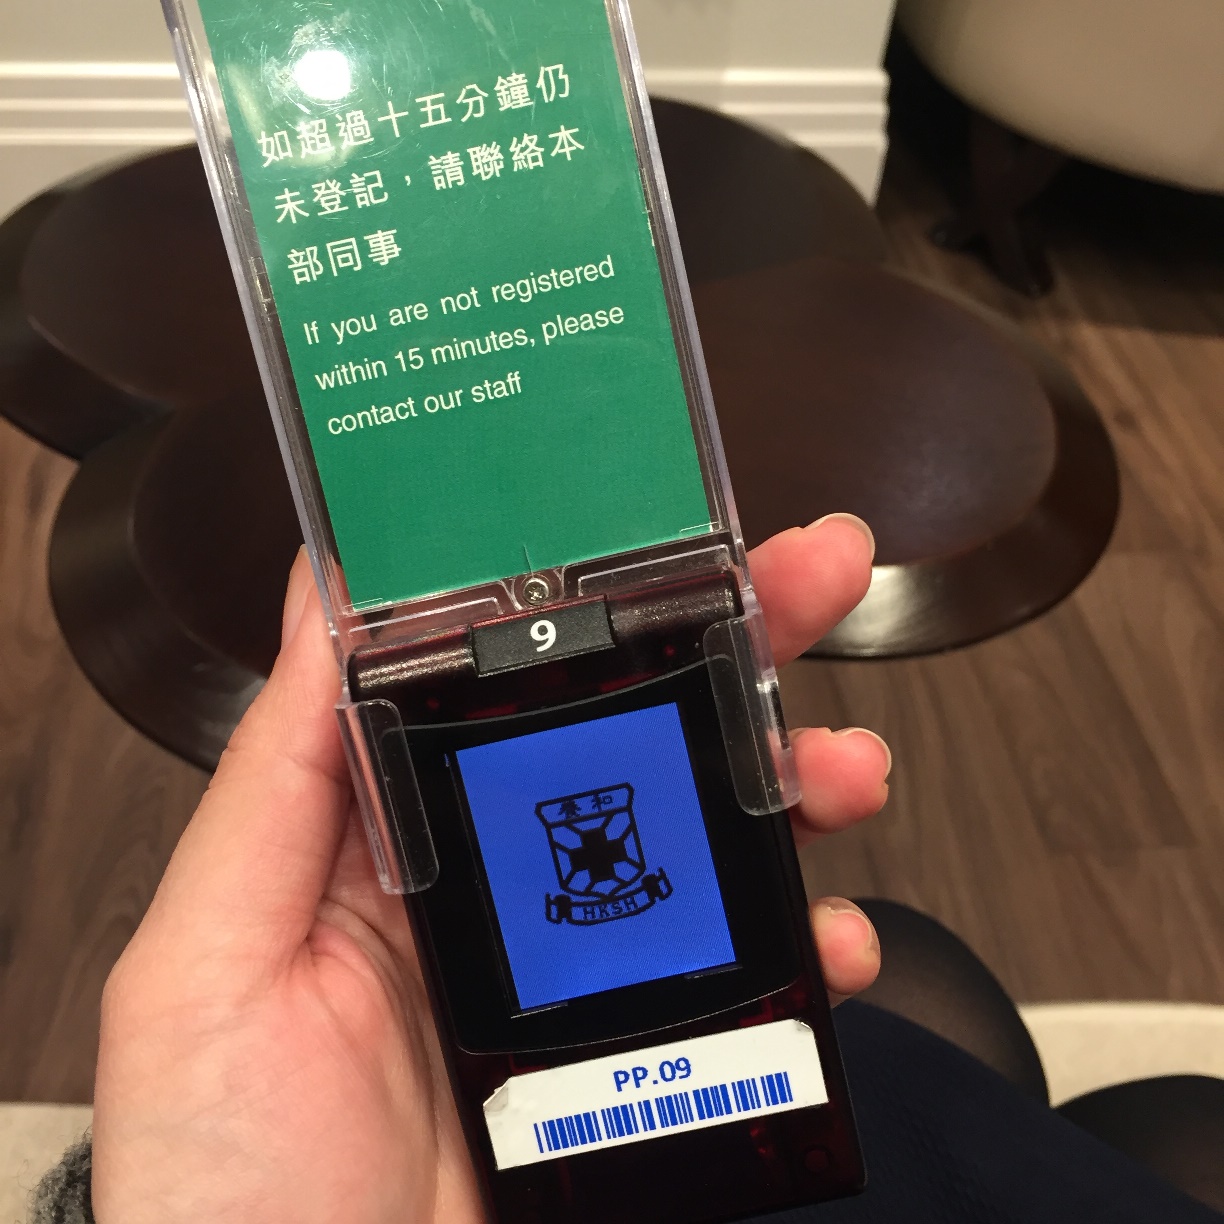 如超過十五分鐘仍
未登記，請聯絡本
部同事
If you are not registered
within 15 minutes, please
contact our staff
9
養和
HKSH
PP.09